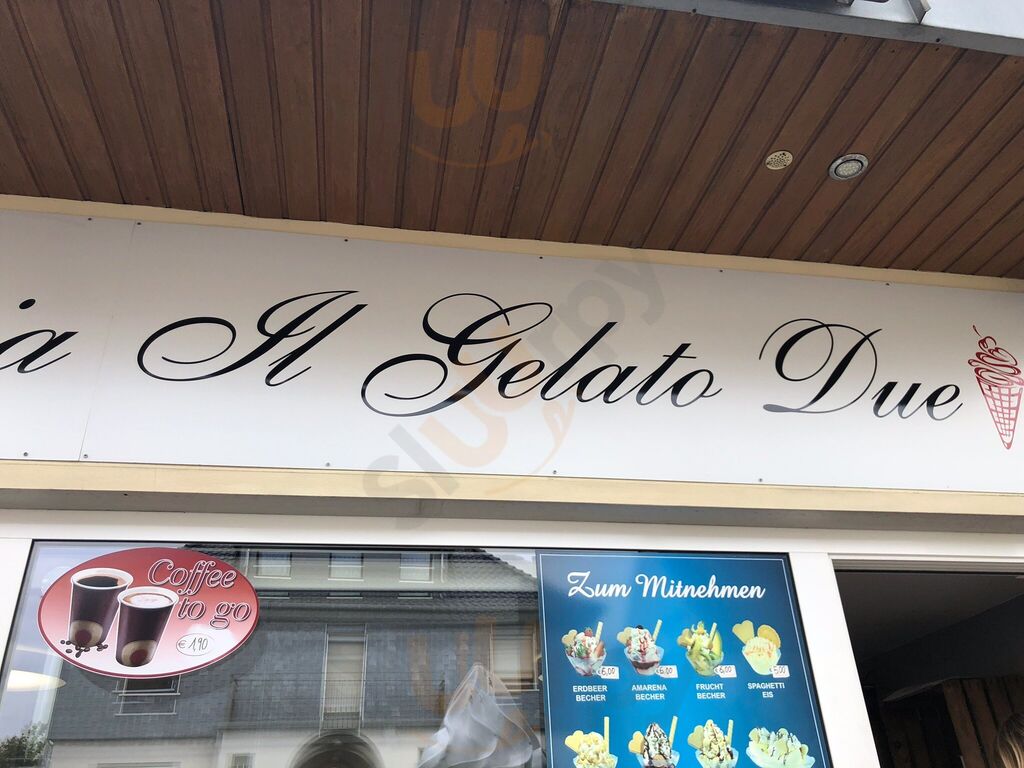 ia Il Gelato Due
Coffee
to go
€ 1,90
Zum Mitnehmen
€6,00
€6,00
€6,00
€5,00
ERDBEER
BECHER
AMARENA
BECHER
FRUCHT
BECHER
SPAGHETTI
EIS
slurpy